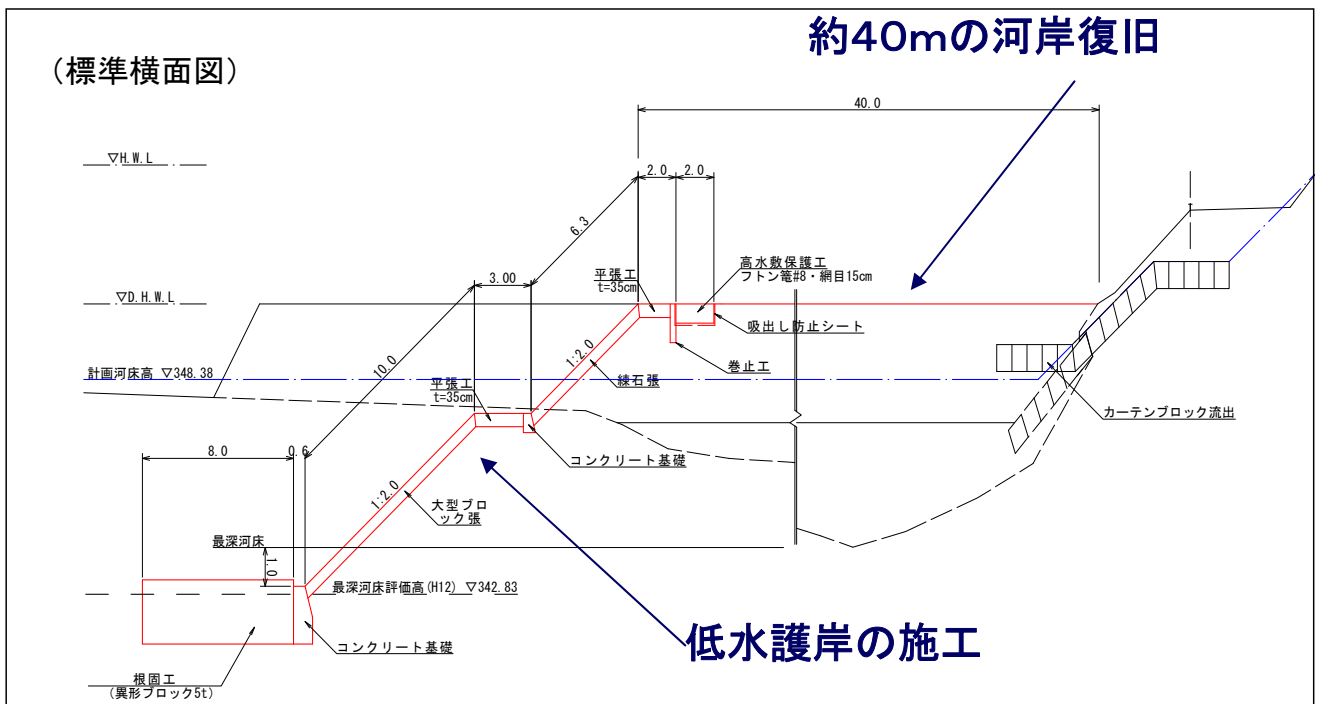 約40mの河岸復旧
(標準横面図)
40.0
▽H.W.L
2.0
2.0
6.3
高水敷保護工
フトン篭#8・網目15cm
平張工
t=35cm
3.00
▽D.H.W.L
吸出し防止シート
巻止工
10.0
1:2.0
練石張
計画河床高 ▽348.38
平張工
t=35cm
カーテンブロック流出
8.0
0.6
コンクリート基礎
1:2.0
大型ブロ
ック張
最深河床
1.0
最深河床評価高(H12) ▽342.83
低水護岸の施工
コンクリート基礎
根固工
(異形ブロック5t)